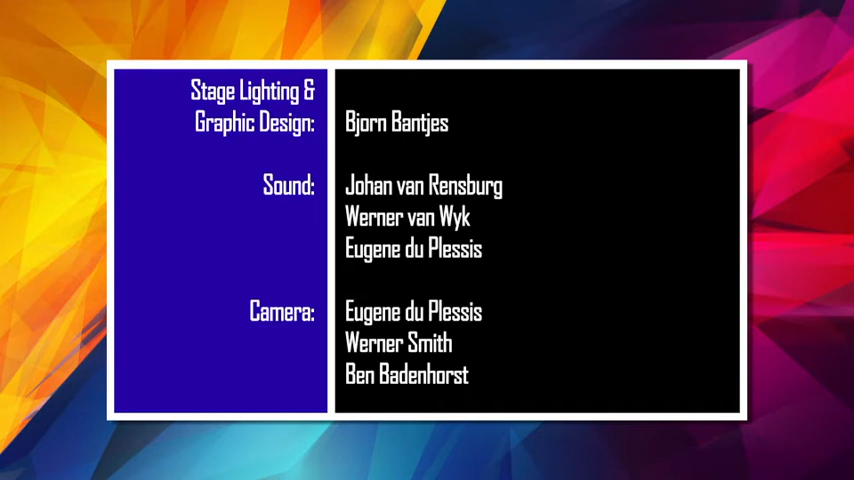 Stage Lighting &
Graphic Design: Bjorn Bantjes
Sound: Johan van Rensburg
Werner van Wyk
Eugene du Plessis
Camera: Eugene du Plessis
Werner Smith
Ben Badenhorst